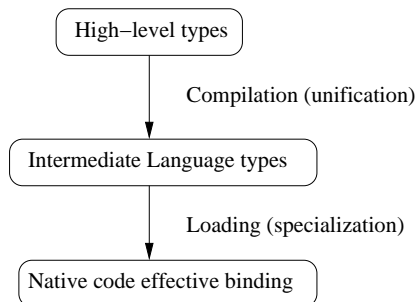 High−level types
Compilation (unification)
Intermediate Language types
Loading (specialization)
Native code effective binding